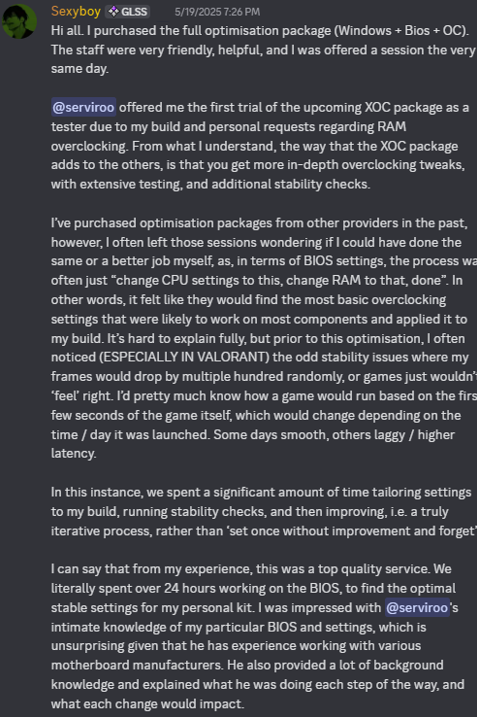 Sexyboy GLSS 5/19/2025 7:26 PM
Hi all. I purchased the full optimisation package (Windows + Bios + OC).
The staff were very friendly, helpful, and I was offered a session the very
same day.
@serviroo offered me the first trial of the upcoming XOC package as a
tester due to my build and personal requests regarding RAM
overclocking. From what I understand, the way that the XOC package
adds to the others, is that you get more in-depth overclocking tweaks,
with extensive testing, and additional stability checks.
I've purchased optimisation packages from other providers in the past,
however, I often left those sessions wondering if I could have done the
same or a better job myself, as, in terms of BIOS settings, the process wa
often just “change CPU settings to this, change RAM to that, done”. In
other words, it felt like they would find the most basic overclocking
settings that were likely to work on most components and applied it to
my build. It's hard to explain fully, but prior to this optimisation, I often
noticed (ESPECIALLY IN VALORANT) the odd stability issues where my
frames would drop by multiple hundred randomly, or games just wouldn'
'feel' right. I'd pretty much know how a game would run based on the firs
few seconds of the game itself, which would change depending on the
time / day it was launched. Some days smooth, others laggy / higher
latency.
In this instance, we spent a significant amount of time tailoring settings
to my build, running stability checks, and then improving, i.e. a truly
iterative process, rather than 'set once without improvement and forget'
I can say that from my experience, this was a top quality service. We
literally spent over 24 hours working on the BIOS, to find the optimal
stable settings for my personal kit. I was impressed with @serviroo's
intimate knowledge of my particular BIOS and settings, which is
unsurprising given that he has experience working with various
motherboard manufacturers. He also provided a lot of background
knowledge and explained what he was doing each step of the way, and
what each change would impact.